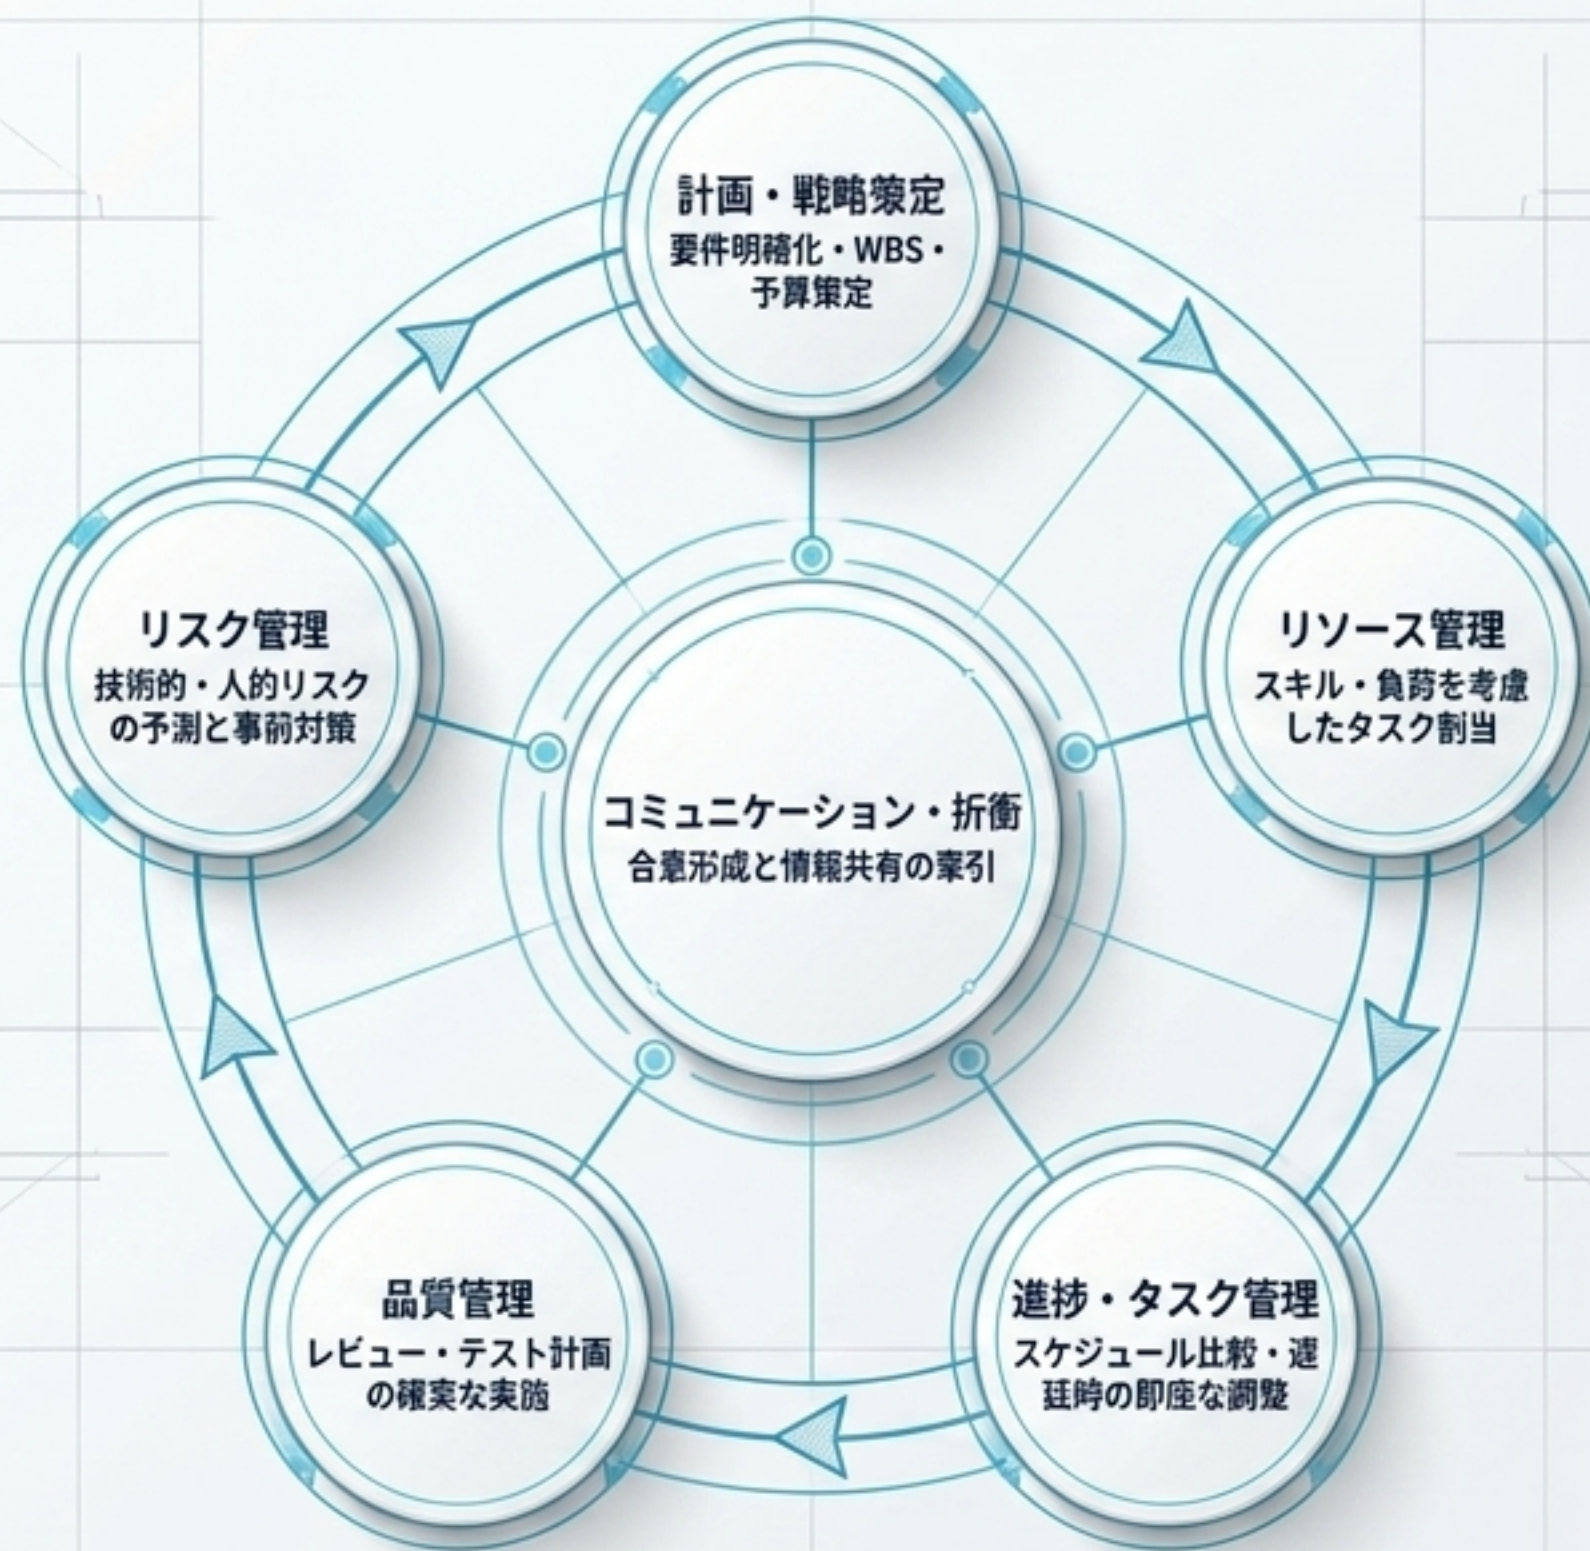 計画・戦略策定
要件明確化・WBS・
予算策定
リスク管理
技術的・人的リスク
の予測と事前対策
リソース管理
スキル・負荷を考慮
したタスク割当
コミュニケーション・折衝
合意形成と情報共有の牽引
品質管理
レビュー・テスト計画
の確実な実施
進捗・タスク管理
スケジュール比較・遅
延時の即座な調整